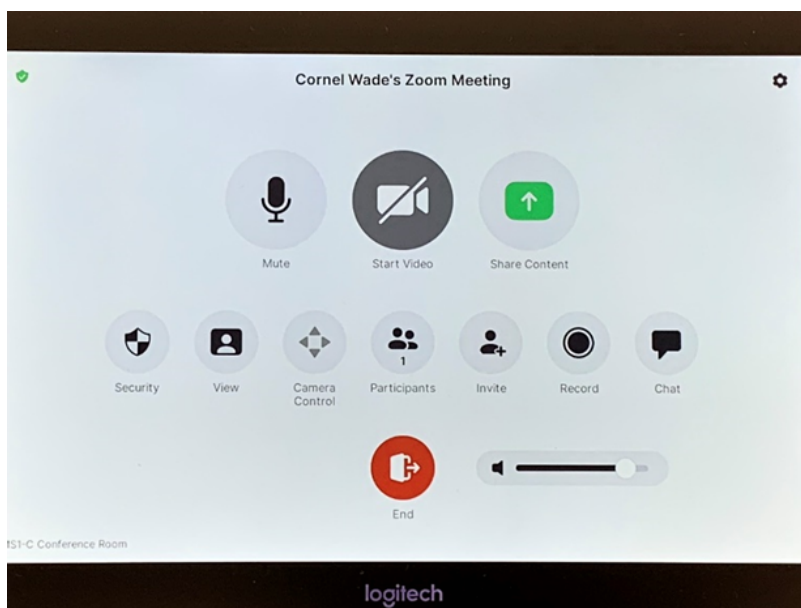 Cornel Wade's Zoom Meeting
Mute
Start Video
Share Content
Security
View
Camera
Control
1
Participants
Invite
Record
Chat
End
Conference Room
logitech